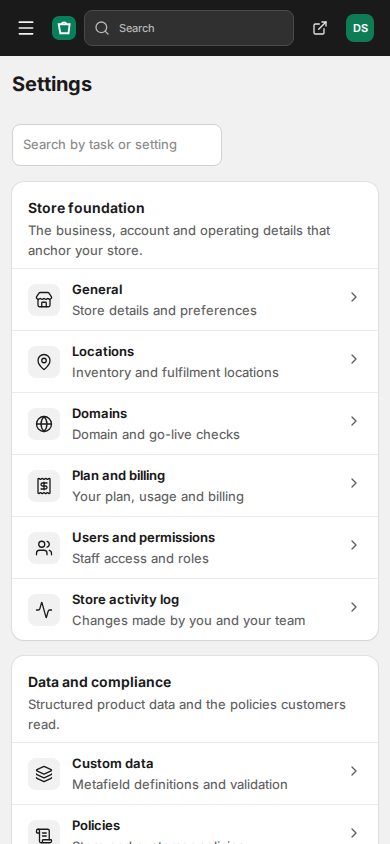 Search
DS
Settings
Search by task or setting
Store foundation
The business, account and operating details that
anchor your store.
General
Store details and preferences
Locations
Inventory and fulfilment locations
Domains
Domain and go-live checks
Plan and billing
Your plan, usage and billing
Users and permissions
Staff access and roles
Store activity log
Changes made by you and your team
Data and compliance
Structured product data and the policies customers
read.
Custom data
Metafield definitions and validation
Policies